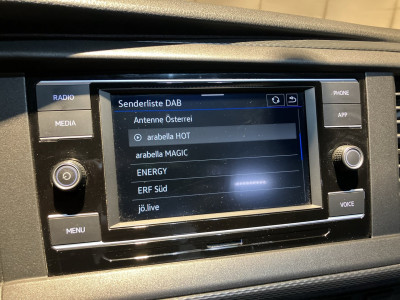 RADIO
MEDIA
MENU
Senderliste DAB
Antenne Österrei
arabella HOT
arabella MAGIC
ENERGY
ERF Süd
jö.live
PHONE
APP
VOICE